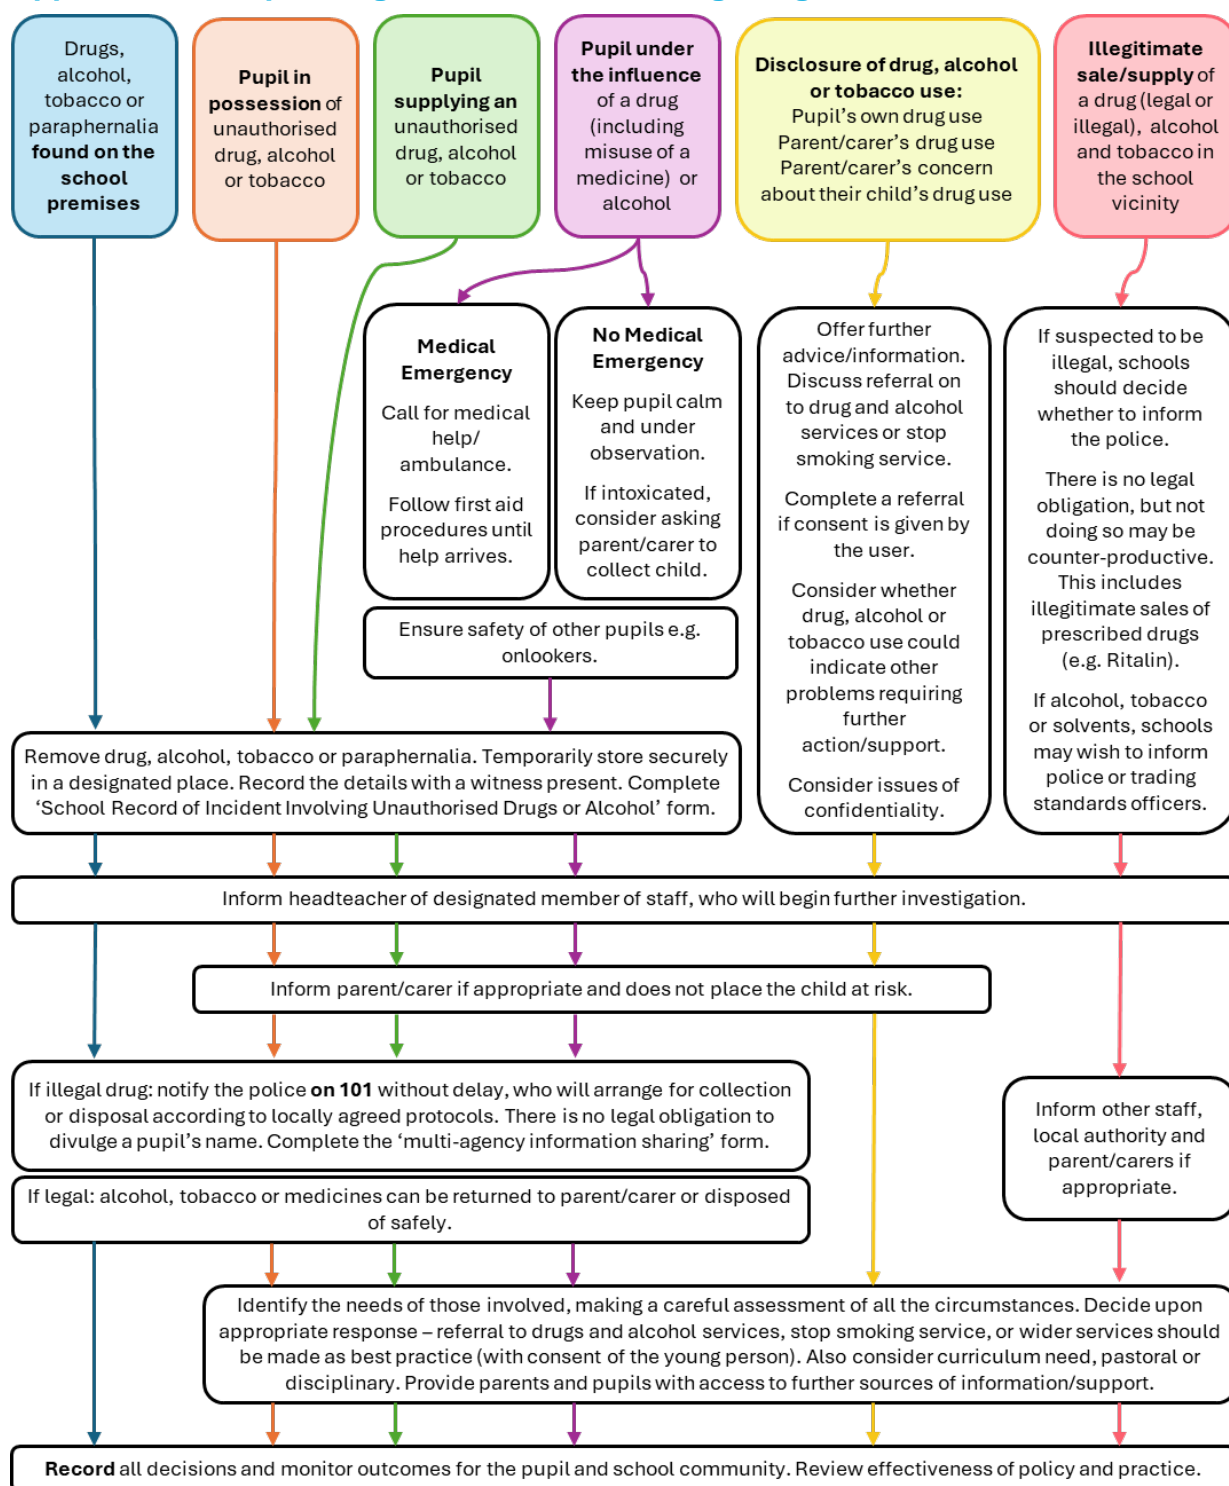 Drugs,
alcohol,
tobacco or
paraphernalia
found on the
school
premises
Pupil in
possession of
unauthorised
drug, alcohol
or tobacco
Pupil
supplying an
unauthorised
drug, alcohol
or tobacco
Pupil under
the influence
of a drug
(including
misuse of a
medicine) or
alcohol
Disclosure of drug, alcohol
or tobacco use:
Pupil's own drug use
Parent/carer's drug use
Parent/carer's concern
about their child's drug use
Illegitimate
sale/supply of
a drug (legal or
illegal), alcohol
and tobacco in
the school
vicinity
Medical
Emergency
Call for medical
help/
ambulance.
Follow first aid
procedures until
help arrives.
No Medical
Emergency
Keep pupil calm
and under
observation.
If intoxicated,
consider asking
parent/carer to
collect child.
Ensure safety of other pupils e.g.
onlookers.
Offer further
advice/information.
Discuss referral on
to drug and alcohol
services or stop
smoking service.
Complete a referral
if consent is given by
the user.
Consider whether
drug, alcohol or
tobacco use could
indicate other
problems requiring
further
action/support.
Consider issues of
confidentiality.
If suspected to be
illegal, schools
should decide
whether to inform
the police.
There is no legal
obligation, but not
doing so may be
counter-productive.
This includes
illegitimate sales of
prescribed drugs
(e.g. Ritalin).
If alcohol, tobacco
or solvents, schools
may wish to inform
police or trading
standards officers.
Remove drug, alcohol, tobacco or paraphernalia. Temporarily store securely
in a designated place. Record the details with a witness present. Complete
‘School Record of Incident Involving Unauthorised Drugs or Alcohol’ form.
Inform headteacher of designated member of staff, who will begin further investigation.
Inform parent/carer if appropriate and does not place the child at risk.
If illegal drug: notify the police on 101 without delay, who will arrange for collection
or disposal according to locally agreed protocols. There is no legal obligation to
divulge a pupil's name. Complete the ‘multi-agency information sharing’ form.
If legal: alcohol, tobacco or medicines can be returned to parent/carer or disposed
of safely.
Inform other staff,
local authority and
parent/carers if
appropriate.
Identify the needs of those involved, making a careful assessment of all the circumstances. Decide upon
appropriate response – referral to drugs and alcohol services, stop smoking service, or wider services should
be made as best practice (with consent of the young person). Also consider curriculum need, pastoral or
disciplinary. Provide parents and pupils with access to further sources of information/support.
Record all decisions and monitor outcomes for the pupil and school community. Review effectiveness of policy and practice.